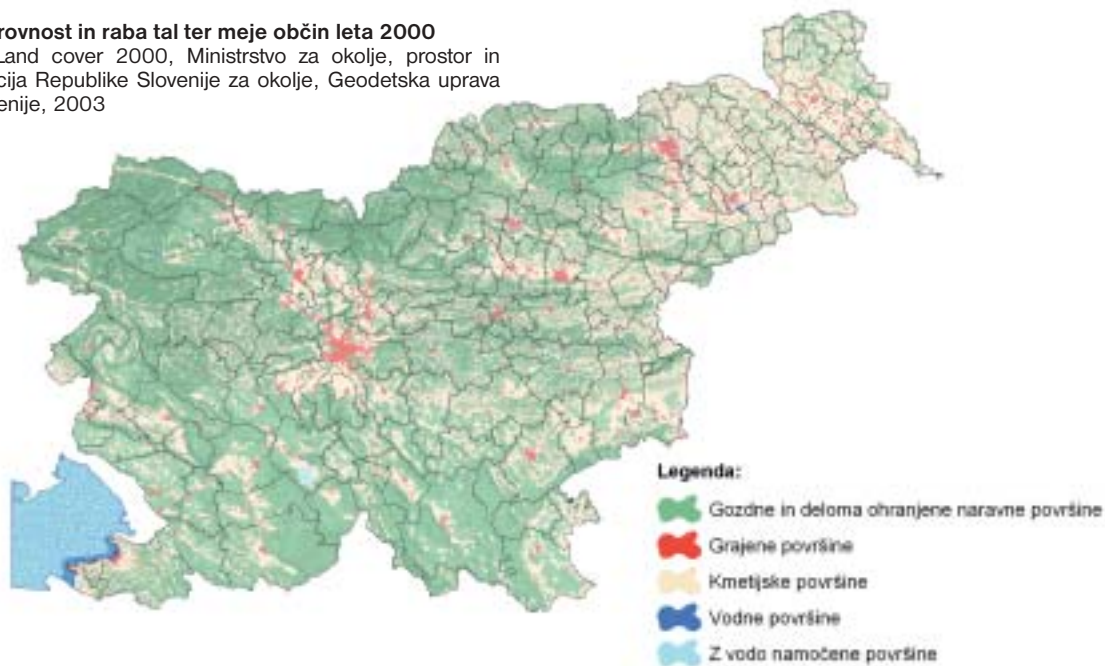 rovnost in raba tal ter meje občin leta 2000
Land cover 2000, Ministrstvo za okolje, prostor in
cija Republike Slovenije za okolje, Geodetska uprava
enije, 2003
Legenda:
Gozdne in deloma ohranjene naravne površine
Grajene površine
Kmetijske površine
Vodne površine
Z vodo namočene površine